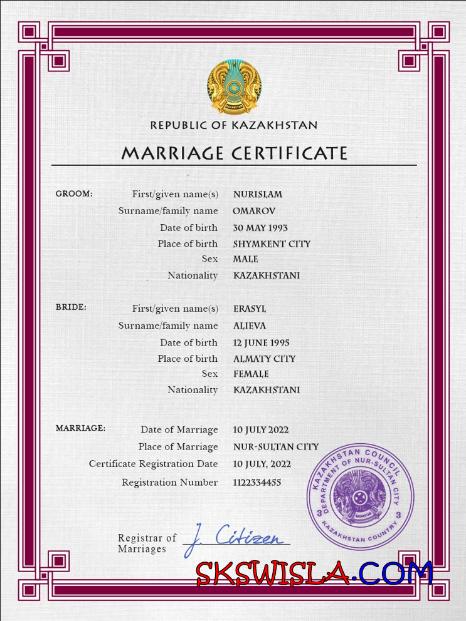 REPUBLIC OF KAZAKHSTAN
MARRIAGE CERTIFICATE
GROOM: First/given name(s) NURISLAM
Surname/family name OMAROV
Date of birth 30 MAY 1993
Place of birth SHYMKENT CITY
Sex MALE
Nationality KAZAKHSTANI
BRIDE: First/given name(s) ERASYL
Surname/family name ALIEVA
Date of birth 12 JUNE 1995
Place of birth ALMATY CITY
Sex FEMALE
Nationality KAZAKHSTANI
MARRIAGE: Date of Marriage 10 JULY 2022
Place of Marriage NUR-SULTAN CITY
Certificate Registration Date 10 JULY, 2022
Registration Number 1122334455
KAZAKHSTAN COUNCIL
DEPARTMENT OF NUR-SULTAN CITY
3 3
KAZAKHSTAN COUNTRY
Registrar of Marriages J. Citizen
SKSWISLA.COM